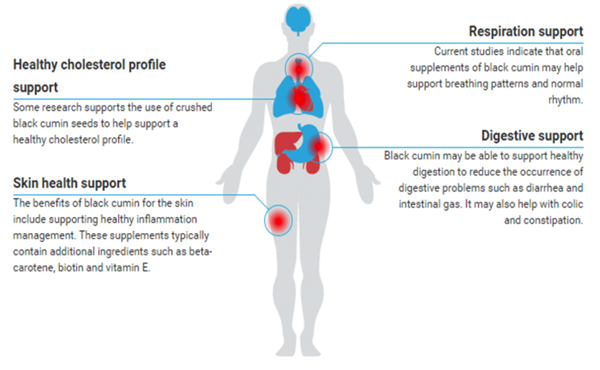 Healthy cholesterol profile
support
Some research supports the use of crushed
black cumin seeds to help support a
healthy cholesterol profile.
Skin health support
The benefits of black cumin for the skin
include supporting healthy inflammation
management. These supplements typically
contain additional ingredients such as beta-
carotene, biotin and vitamin E.
Respiration support
Current studies indicate that oral
supplements of black cumin may help
support breathing patterns and normal
rhythm.
Digestive support
Black cumin may be able to support healthy
digestion to reduce the occurrence of
digestive problems such as diarrhea and
intestinal gas. It may also help with colic
and constipation.